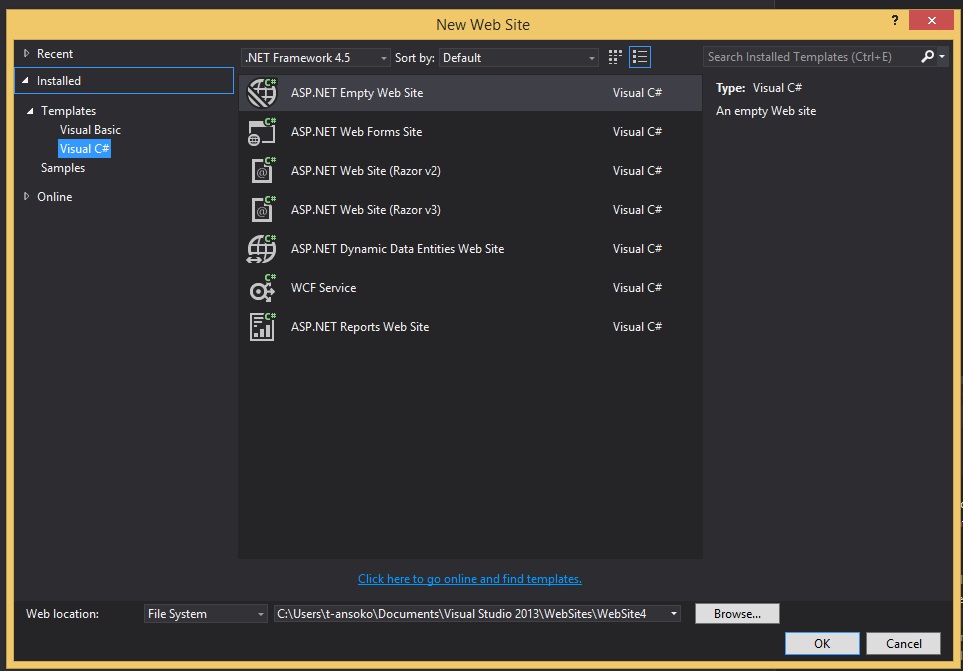 New Web Site
?
Recent
Installed
Templates
Visual Basic
Visual C#
Samples
Online
.NET Framework 4.5
Sort by: Default
Search Installed Templates (Ctrl+E)
C# ASP.NET Empty Web Site Visual C#
C# ASP.NET Web Forms Site Visual C#
C# @ ASP.NET Web Site (Razor v2) Visual C#
C# @ ASP.NET Web Site (Razor v3) Visual C#
C# ASP.NET Dynamic Data Entities Web Site Visual C#
C# WCF Service Visual C#
C# ASP.NET Reports Web Site Visual C#
Type: Visual C#
An empty Web site
Click here to go online and find templates.
Web location: File System C:\Users\t-ansoko\Documents\Visual Studio 2013\WebSites\WebSite4 Browse...
OK Cancel